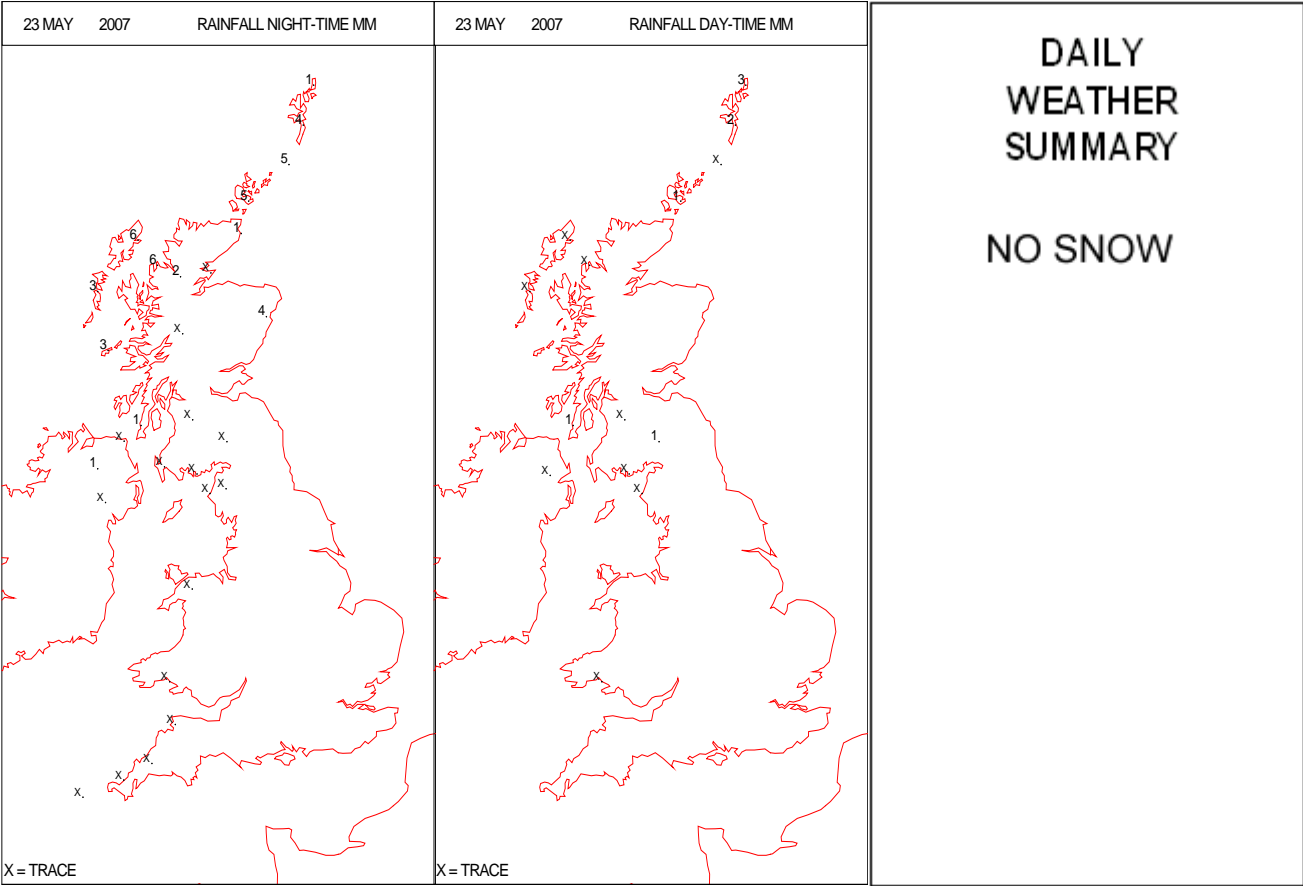 23 MAY 2007 RAINFALL NIGHT-TIME MM
1
4
5
5
1
6
6
2
X
3
4
X
3
1
X
X
X
1
X
X
X
X
X
X
X
X
X
X
X
X = TRACE
23 MAY 2007 RAINFALL DAY-TIME MM
3
2
X
1
X
X
X
1
X
1
X
X
X
X
X = TRACE
DAILY
WEATHER
SUMMARY
NO SNOW